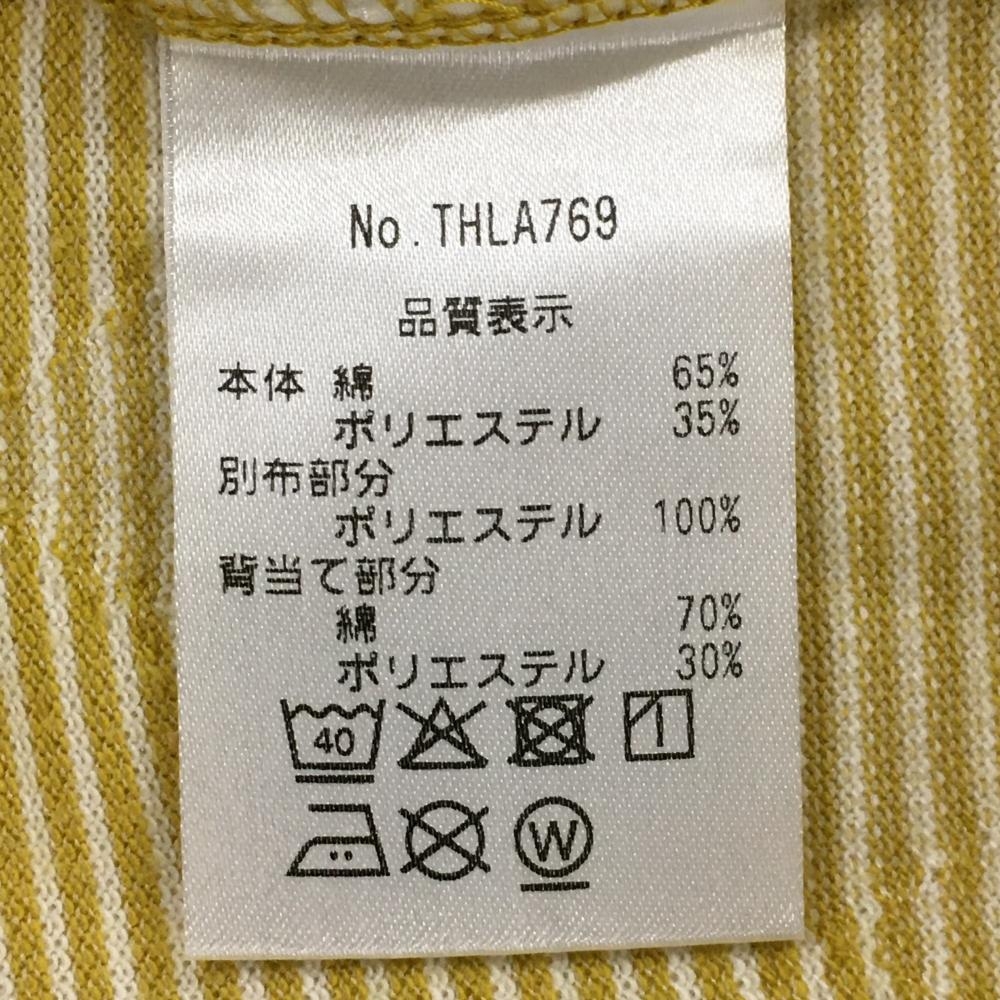 No.THLA769
品質表示
本体 綿 65%
ポリエステル 35%
別布部分
ポリエステル 100%
背当て部分
綿 70%
ポリエステル 30%
40
W